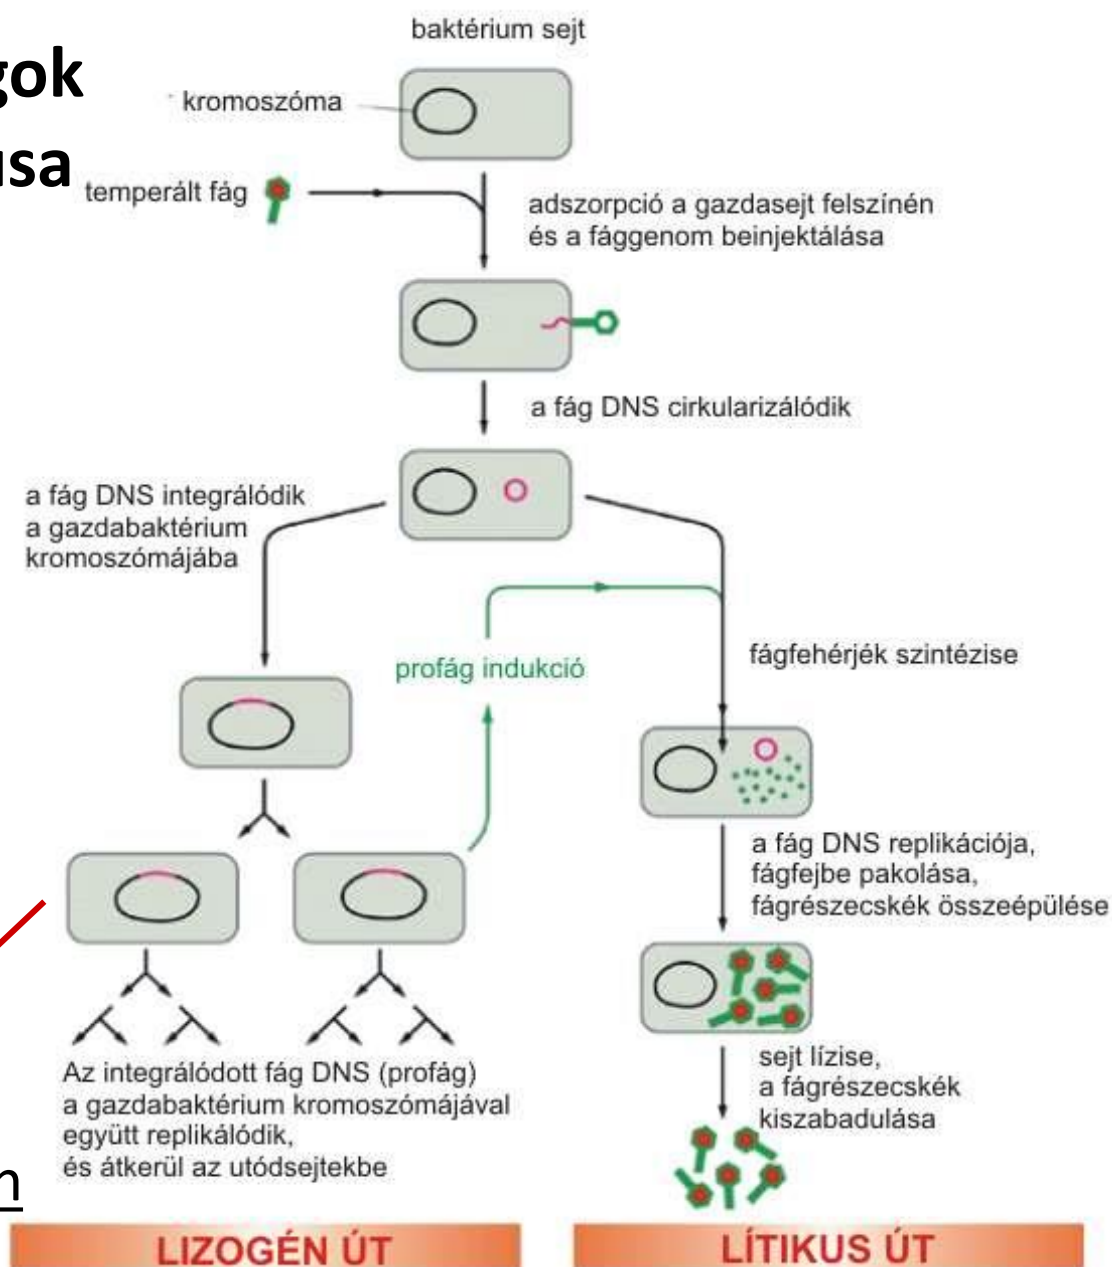 baktérium sejt
gok
kromoszóma
usa
temperált fág
adszorpció a gazdasejt felszínén
és a fággenom beinjektálása
a fág DNS cirkularizálódik
a fág DNS integrálódik
a gazdabaktérium
kromoszómájába
profág indukció
fágfehérjék szintézise
a fág DNS replikációja,
fágfejbe pakolása,
fágrészecskék összeépülése
sejt lízise,
a fágrészecskék
kiszabadulása
Az integrálódott fág DNS (profág)
a gazdabaktérium kromoszómájával
együtt replikálódik,
és átkerül az utódsejtekbe
n
LIZOGÉN ÚT
LÍTIKUS ÚT